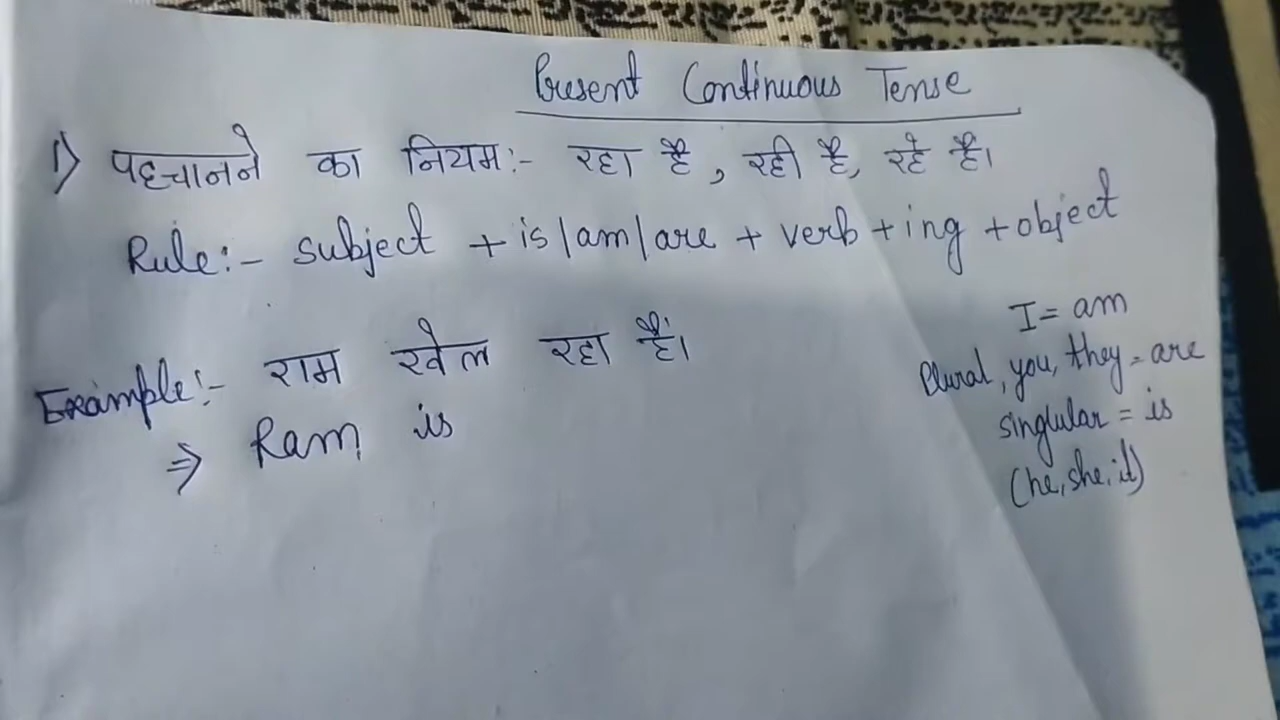 Present Continuous Tense
1) पहचानने का नियम:- रहा है, रही है, रहे हैं।
Rule:- subject + is/am/are + verb + ing + object
Example:- राम खेल रहा हैं।
⇒ Ram is
I = am
Plural, you, they = are
singlular = is
(he, she, it)